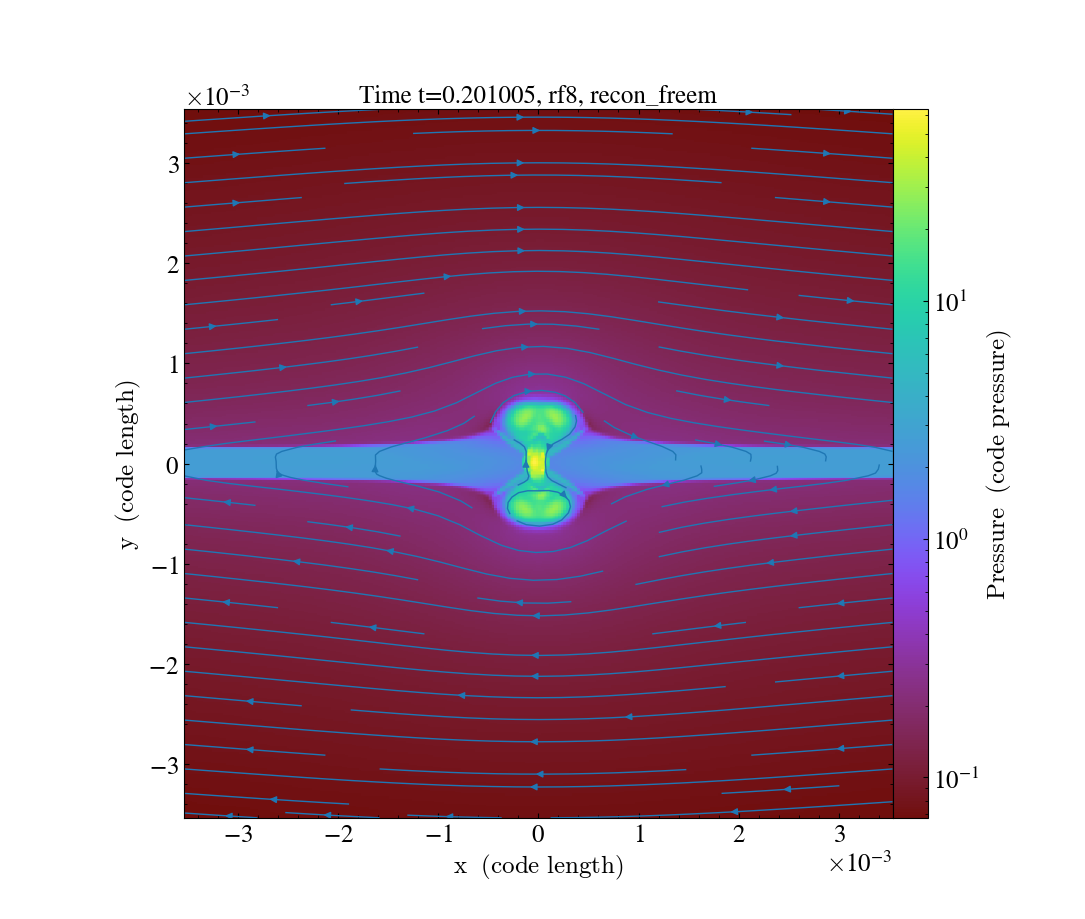 ×10⁻³
Time t=0.201005, rf8, recon_freem
3
2
1
0
−1
−2
−3
y (code length)
−3 −2 −1 0 1 2 3
×10⁻³
x (code length)
10¹
10⁰
10⁻¹
Pressure (code pressure)